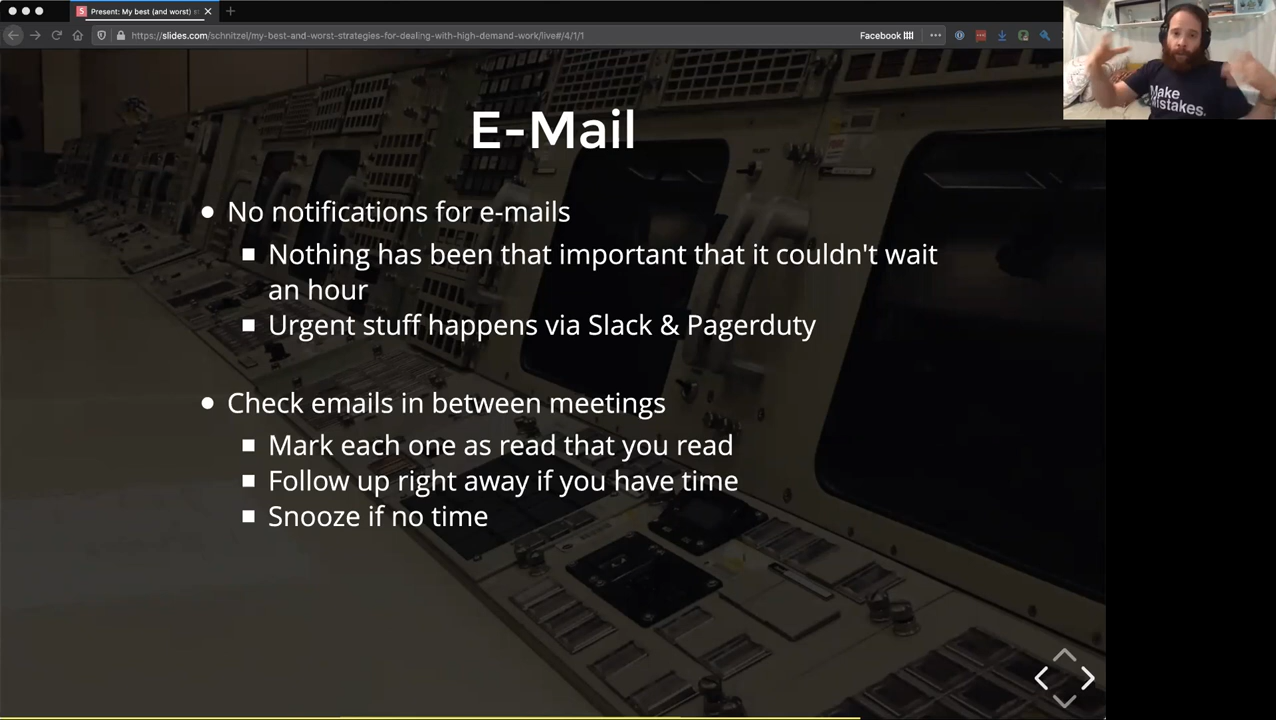 Present: My best (and worst)
https://slides.com/schnitzel/my-best-and-worst-strategies-for-dealing-with-high-demand-work/live#/4/1/1
Facebook
Make
Mistakes.
E-Mail
No notifications for e-mails
Nothing has been that important that it couldn't wait
an hour
Urgent stuff happens via Slack & Pagerduty
Check emails in between meetings
Mark each one as read that you read
Follow up right away if you have time
Snooze if no time